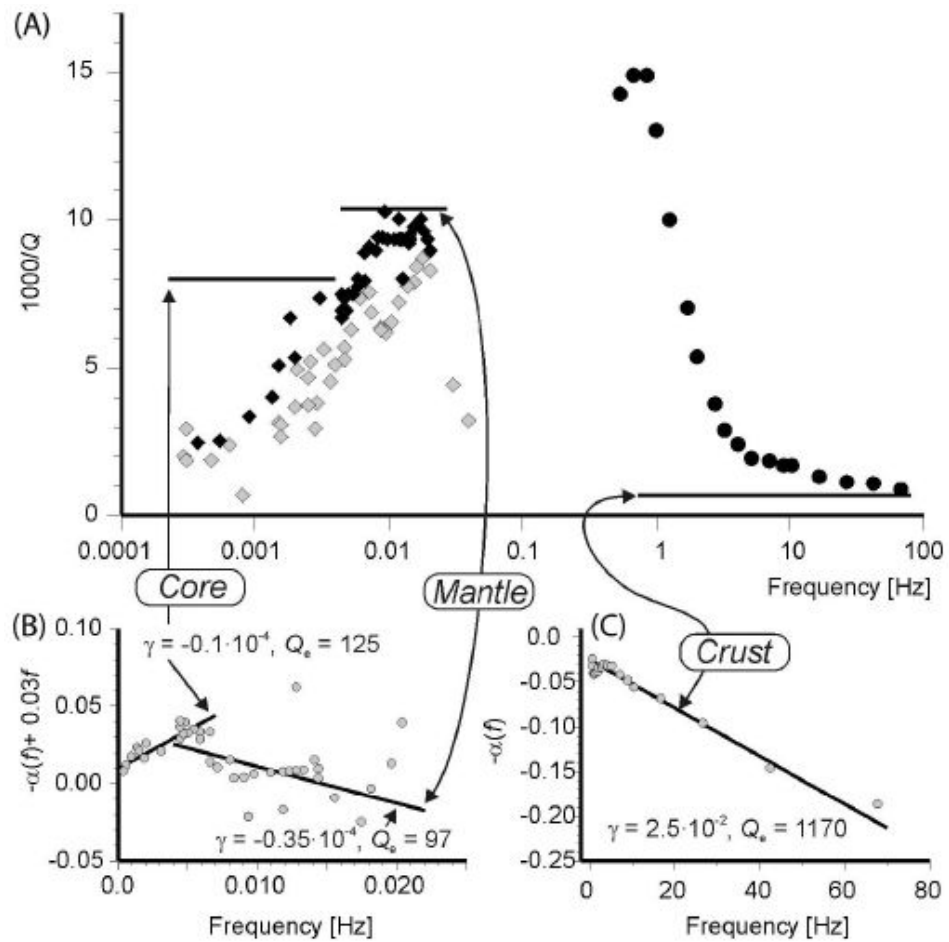 (A)
15
10
5
0
1000/Q
0.0001
0.001
0.01
0.1
1
10
100
Frequency [Hz]
Core
Mantle
Crust
(B)
0.10
0.05
0.00
-0.05
-α(f) + 0.03f
γ = -0.1·10⁻⁴, Qₑ = 125
γ = -0.35·10⁻⁴, Qₑ = 97
0.0
0.010
0.020
Frequency [Hz]
(C)
-0.0
-0.05
-0.10
-0.15
-0.20
-0.25
-α(f)
γ = 2.5·10⁻², Qₑ = 1170
0
20
40
60
80
Frequency [Hz]